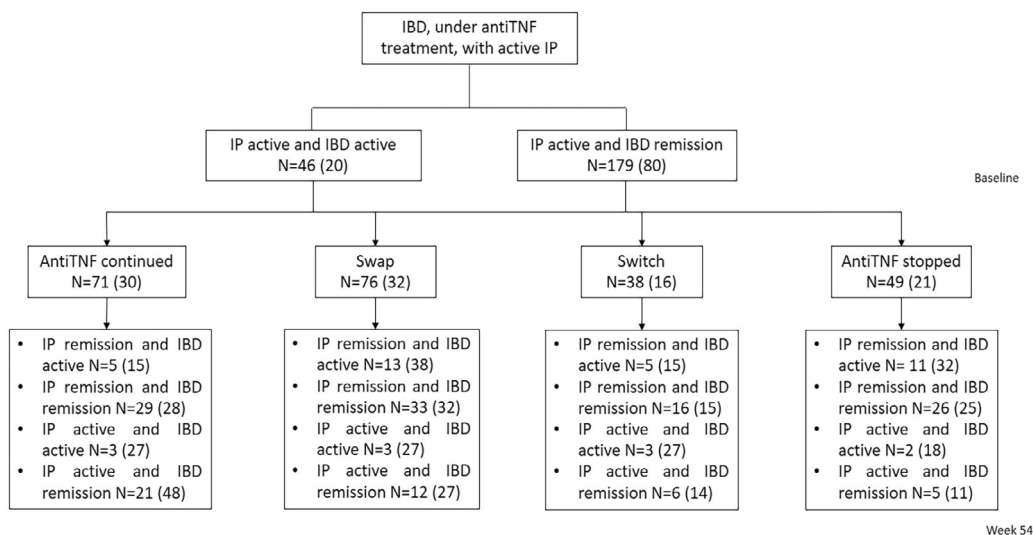 IBD, under antiTNF
treatment, with active IP
IP active and IBD active
N=46 (20)
IP active and IBD remission
N=179 (80)
Baseline
AntiTNF continued
N=71 (30)
Swap
N=76 (32)
Switch
N=38 (16)
AntiTNF stopped
N=49 (21)
• IP remission and IBD
active N=5 (15)
• IP remission and IBD
remission N=29 (28)
• IP active and IBD
active N=3 (27)
• IP active and IBD
remission N=21 (48)
• IP remission and IBD
active N=13 (38)
• IP remission and IBD
remission N=33 (32)
• IP active and IBD
active N=3 (27)
• IP active and IBD
remission N=12 (27)
• IP remission and IBD
active N=5 (15)
• IP remission and IBD
remission N=16 (15)
• IP active and IBD
active N=3 (27)
• IP active and IBD
remission N=6 (14)
• IP remission and IBD
active N= 11 (32)
• IP remission and IBD
remission N=26 (25)
• IP active and IBD
active N=2 (18)
• IP active and IBD
remission N=5 (11)
Week 54